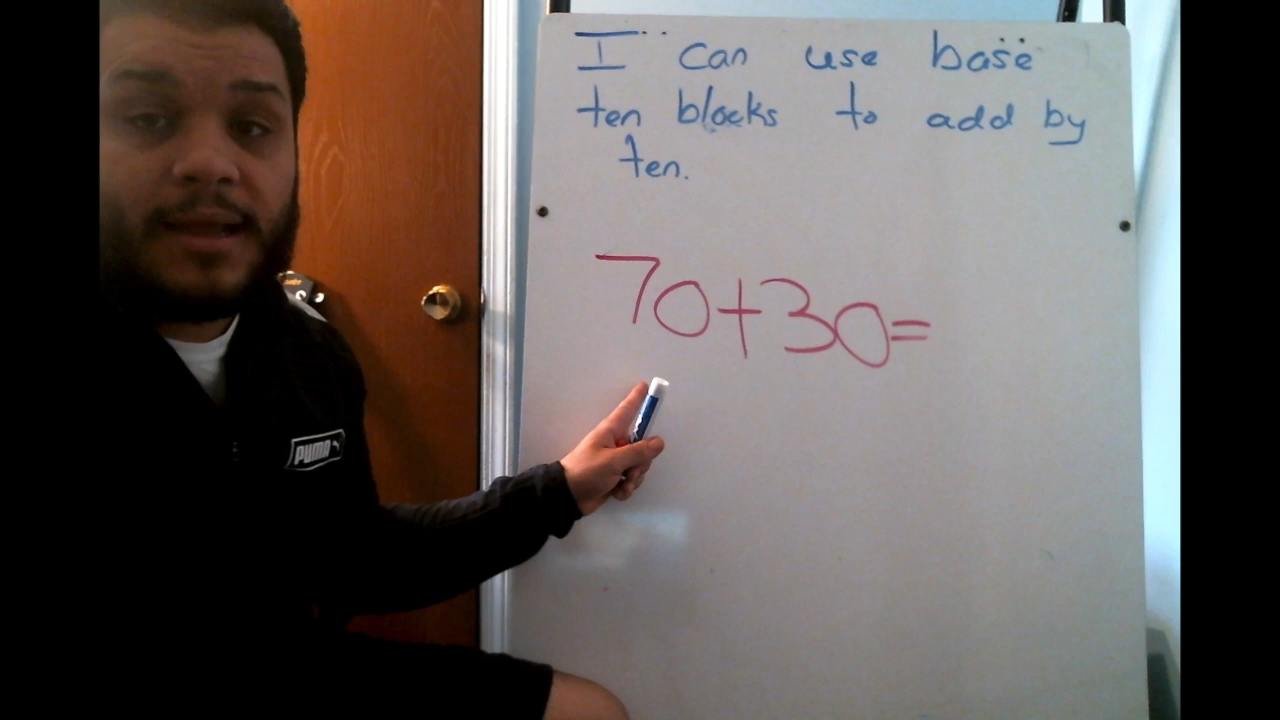 I can use base
ten blocks to add by
ten.
70+30=
PUMA